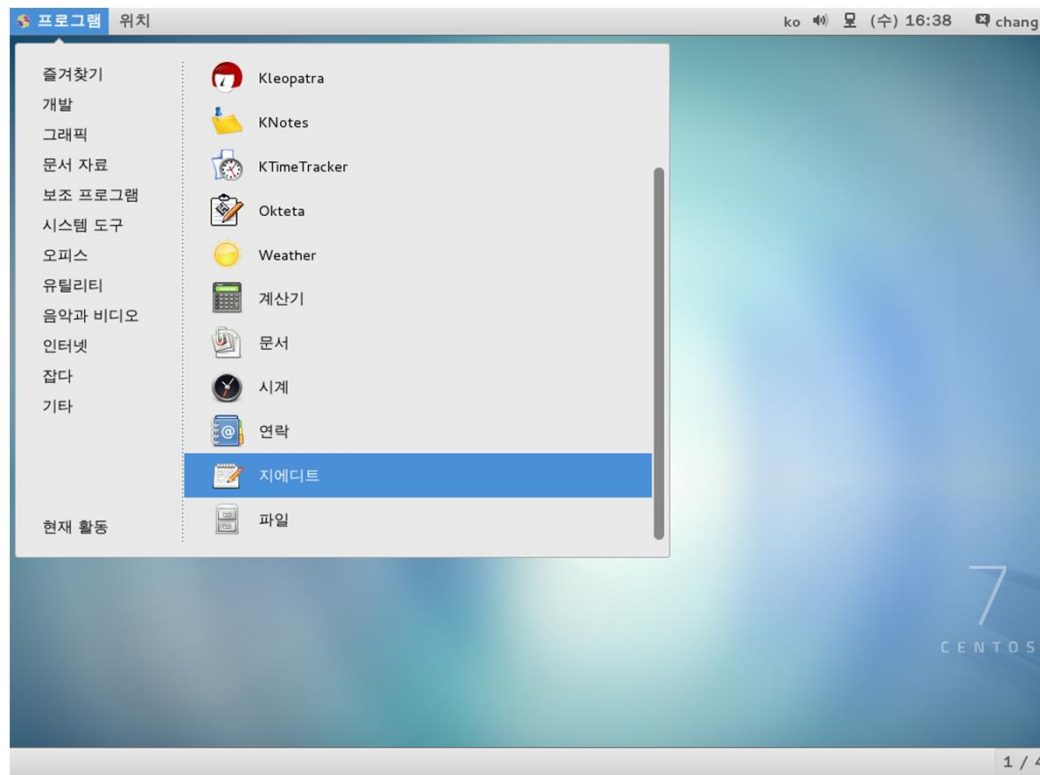 프로그램 위치 ko (수) 16:38 chang
즐겨찾기
개발
그래픽
문서 자료
보조 프로그램
시스템 도구
오피스
유틸리티
음악과 비디오
인터넷
잡다
기타
현재 활동
Kleopatra
KNotes
KTimeTracker
Okteta
Weather
계산기
문서
시계
연락
지에디트
파일
7
CENTOS
1 / 4